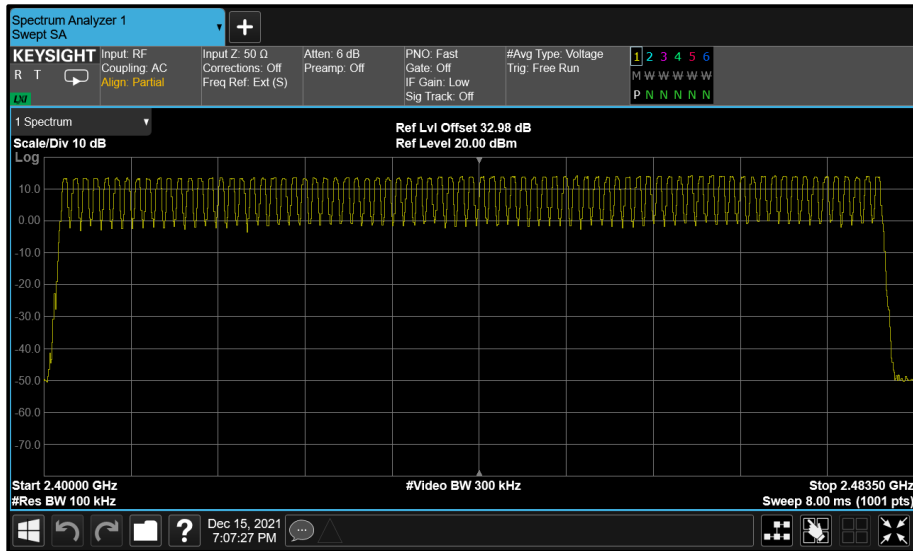 Spectrum Analyzer 1
Swept SA
+
KEYSIGHT Input: RF Input Z: 50 Ω Atten: 6 dB PNO: Fast #Avg Type: Voltage 1 2 3 4 5 6
R T Coupling: AC Corrections: Off Preamp: Off Gate: Off Trig: Free Run M W W W W W
Align: Partial Freq Ref: Ext (S) IF Gain: Low P N N N N N
LXI Sig Track: Off
1 Spectrum
Ref Lvl Offset 32.98 dB
Scale/Div 10 dB Ref Level 20.00 dBm
Log
10.0
0.00
-10.0
-20.0
-30.0
-40.0
-50.0
-60.0
-70.0
Start 2.40000 GHz #Video BW 300 kHz Stop 2.48350 GHz
#Res BW 100 kHz Sweep 8.00 ms (1001 pts)
? Dec 15, 2021
7:07:27 PM